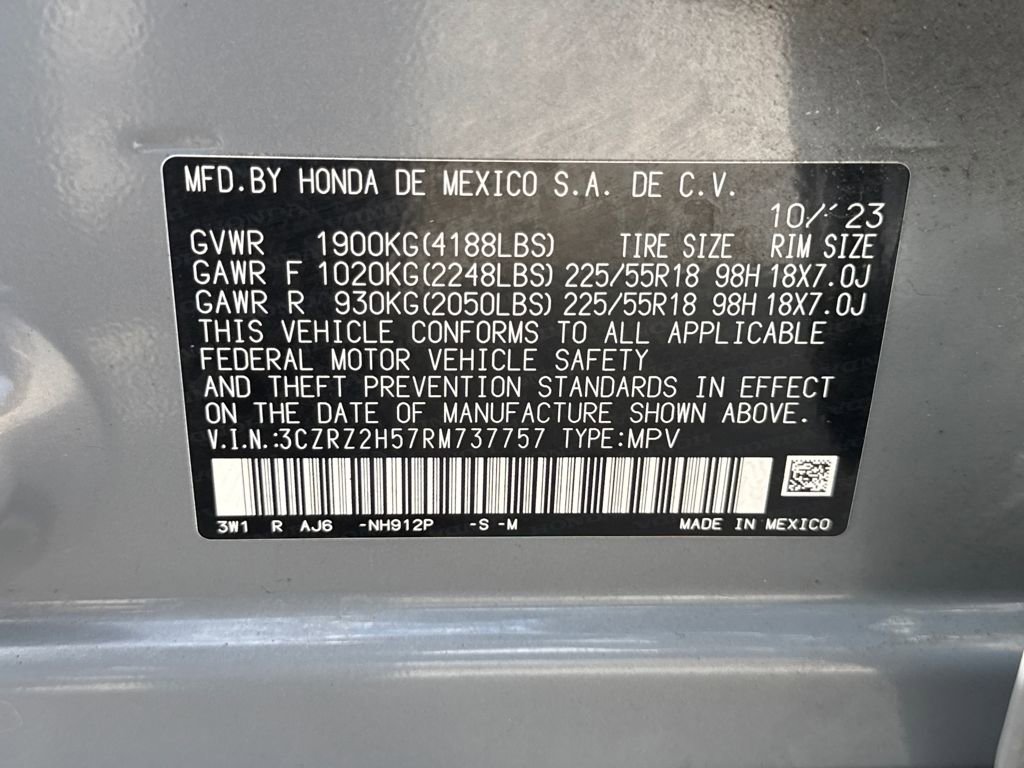 MFD.BY HONDA DE MEXICO S.A. DE C.V.
10/'23
GVWR 1900KG(4188LBS) TIRE SIZE RIM SIZE
GAWR F 1020KG(2248LBS) 225/55R18 98H 18X7.0J
GAWR R 930KG(2050LBS) 225/55R18 98H 18X7.0J
THIS VEHICLE CONFORMS TO ALL APPLICABLE
FEDERAL MOTOR VEHICLE SAFETY
AND THEFT PREVENTION STANDARDS IN EFFECT
ON THE DATE OF MANUFACTURE SHOWN ABOVE.
V.I.N.:3CZRZ2H57RM737757 TYPE:MPV
3W1 R AJ6 -NH912P -S -M MADE IN MEXICO